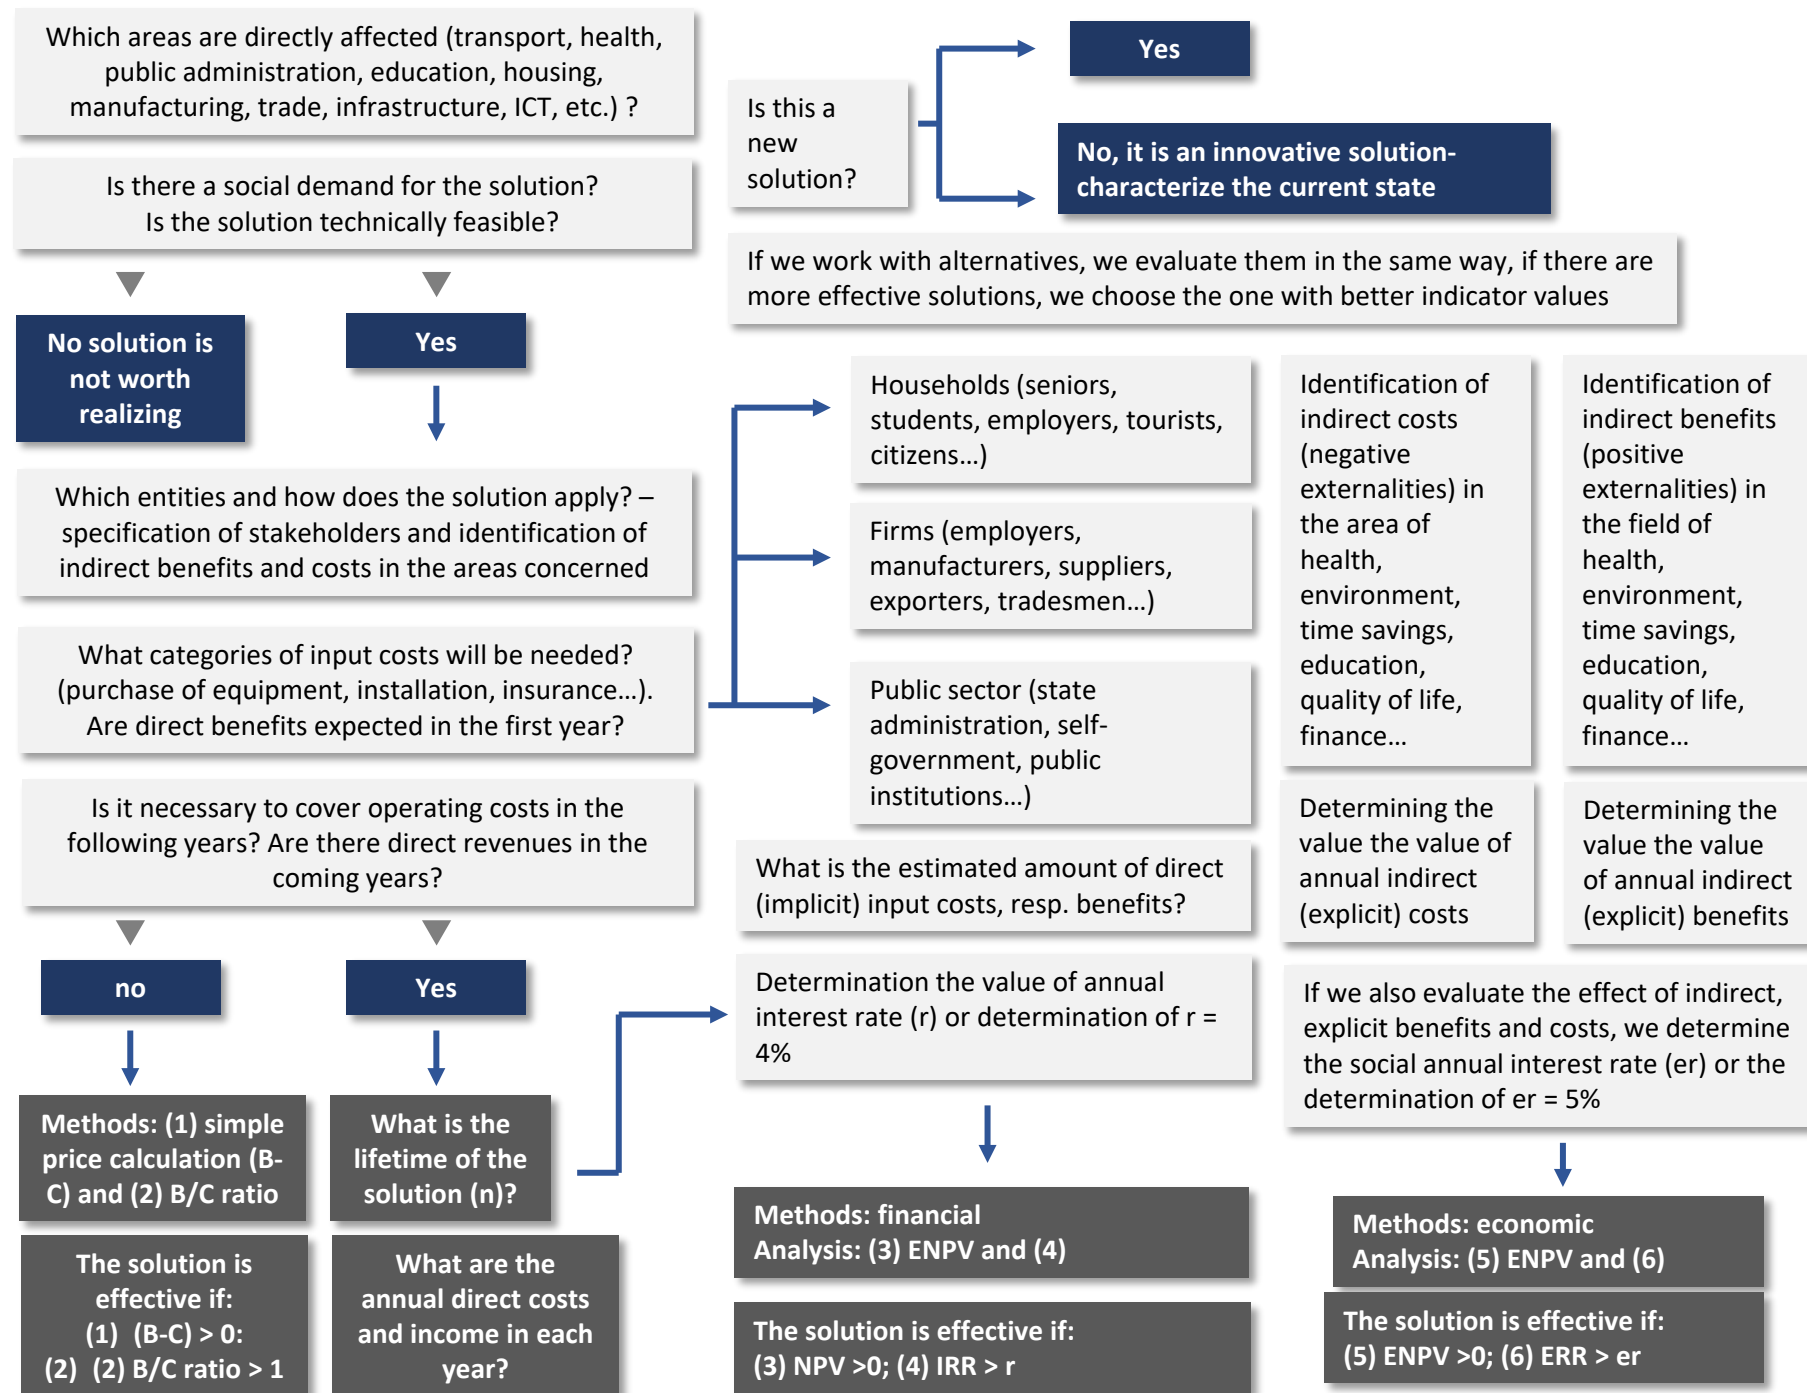 Which areas are directly affected (transport, health,
public administration, education, housing,
manufacturing, trade, infrastructure, ICT, etc.) ?
Is there a social demand for the solution?
Is the solution technically feasible?
No solution is
not worth
realizing
Yes
Which entities and how does the solution apply? –
specification of stakeholders and identification of
indirect benefits and costs in the areas concerned
What categories of input costs will be needed?
(purchase of equipment, installation, insurance…).
Are direct benefits expected in the first year?
Is it necessary to cover operating costs in the
following years? Are there direct revenues in the
coming years?
no
Yes
Methods: (1) simple
price calculation (B-
C) and (2) B/C ratio
The solution is
effective if:
(1) (B-C) > 0:
(2) (2) B/C ratio > 1
What is the
lifetime of the
solution (n)?
What are the
annual direct costs
and income in each
year?
Is this a
new
solution?
Yes
No, it is an innovative solution-
characterize the current state
If we work with alternatives, we evaluate them in the same way, if there are
more effective solutions, we choose the one with better indicator values
Households (seniors,
students, employers, tourists,
citizens…)
Firms (employers,
manufacturers, suppliers,
exporters, tradesmen…)
Public sector (state
administration, self-
government, public
institutions…)
What is the estimated amount of direct
(implicit) input costs, resp. benefits?
Determination the value of annual
interest rate (r) or determination of r =
4%
Methods: financial
Analysis: (3) ENPV and (4)
The solution is effective if:
(3) NPV >0; (4) IRR > r
Identification of
indirect costs
(negative
externalities) in
the area of
health,
environment,
time savings,
education,
quality of life,
finance…
Determining the
value the value of
annual indirect
(explicit) costs
Identification of
indirect benefits
(positive
externalities) in
the field of
health,
environment,
time savings,
education,
quality of life,
finance…
Determining the
value the value
of annual indirect
(explicit) benefits
If we also evaluate the effect of indirect,
explicit benefits and costs, we determine
the social annual interest rate (er) or the
determination of er = 5%
Methods: economic
Analysis: (5) ENPV and (6)
The solution is effective if:
(5) ENPV >0; (6) ERR > er